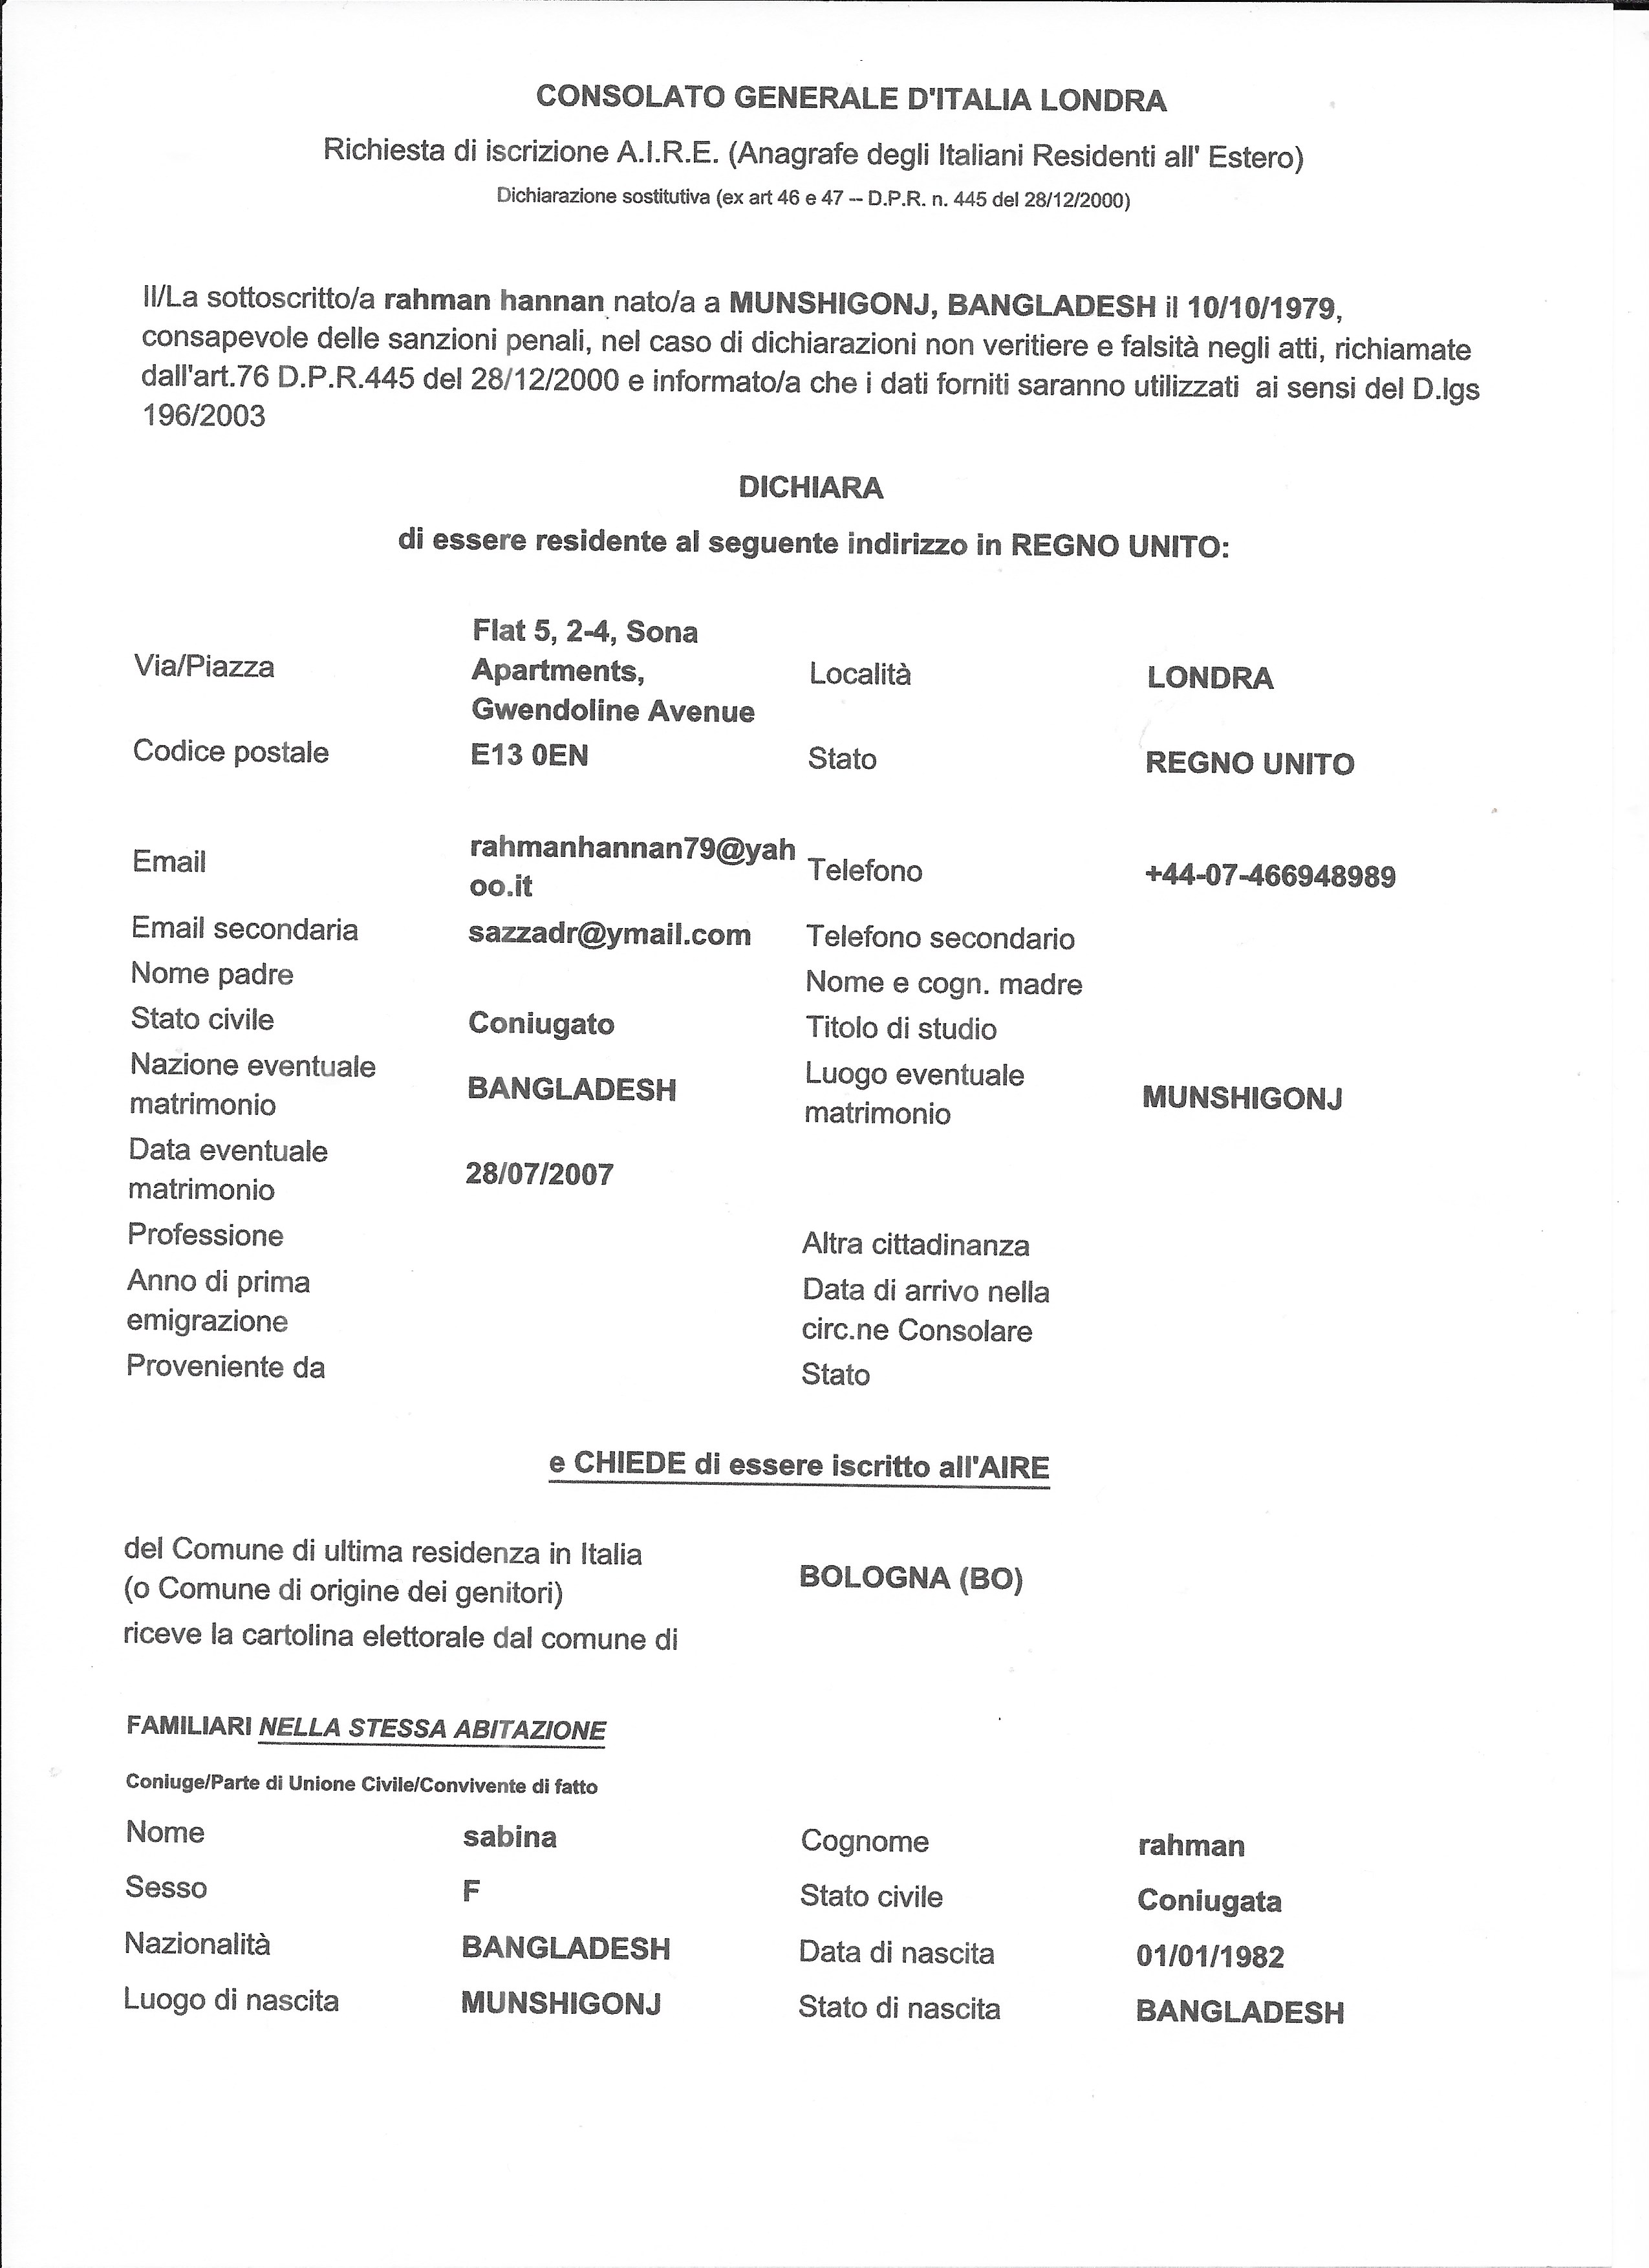 CONSOLATO GENERALE D'ITALIA LONDRA
Richiesta di iscrizione A.I.R.E. (Anagrafe degli Italiani Residenti all' Estero)
Dichiarazione sostitutiva (ex art 46 e 47 -- D.P.R. n. 445 del 28/12/2000)
Il/La sottoscritto/a rahman hannan nato/a a MUNSHIGONJ, BANGLADESH il 10/10/1979,
consapevole delle sanzioni penali, nel caso di dichiarazioni non veritiere e falsità negli atti, richiamate
dall'art.76 D.P.R.445 del 28/12/2000 e informato/a che i dati forniti saranno utilizzati ai sensi del D.lgs
196/2003
DICHIARA
di essere residente al seguente indirizzo in REGNO UNITO:
Via/Piazza Flat 5, 2-4, Sona
Apartments,
Gwendoline Avenue Località LONDRA
Codice postale E13 0EN Stato REGNO UNITO
Email rahmanhannan79@yah
oo.it Telefono +44-07-466948989
Email secondaria sazzadr@ymail.com Telefono secondario
Nome padre Nome e cogn. madre
Stato civile Coniugato Titolo di studio
Nazione eventuale
matrimonio BANGLADESH Luogo eventuale
matrimonio MUNSHIGONJ
Data eventuale
matrimonio 28/07/2007
Professione Altra cittadinanza
Anno di prima
emigrazione Data di arrivo nella
circ.ne Consolare
Proveniente da Stato
e CHIEDE di essere iscritto all'AIRE
del Comune di ultima residenza in Italia
(o Comune di origine dei genitori) BOLOGNA (BO)
riceve la cartolina elettorale dal comune di
FAMILIARI NELLA STESSA ABITAZIONE
Coniuge/Parte di Unione Civile/Convivente di fatto
Nome sabina Cognome rahman
Sesso F Stato civile Coniugata
Nazionalità BANGLADESH Data di nascita 01/01/1982
Luogo di nascita MUNSHIGONJ Stato di nascita BANGLADESH